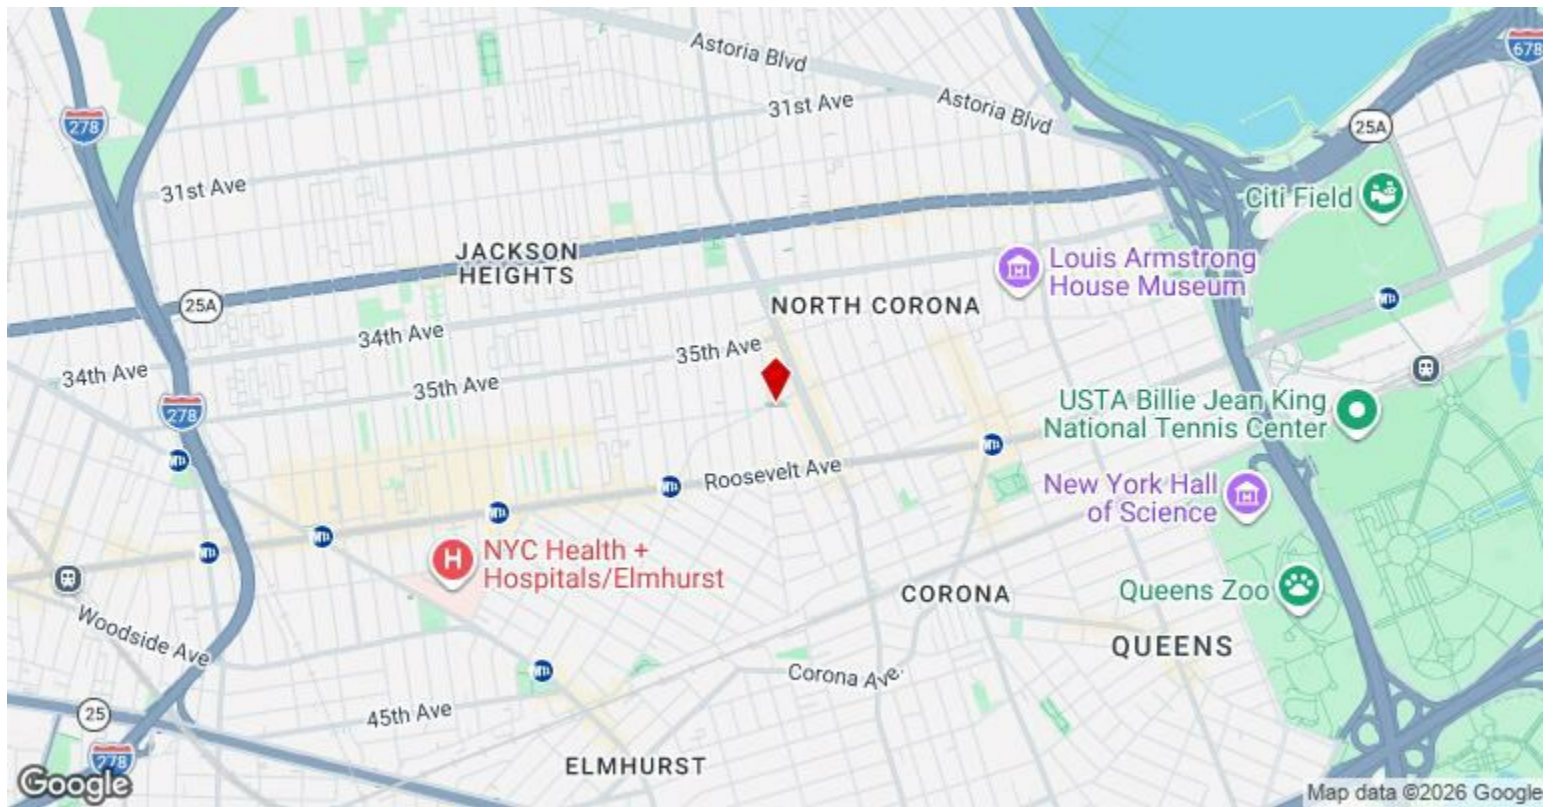 Astoria Blvd
678
31st Ave
Astoria Blvd
278
25A
31st Ave
Citi Field
JACKSON
HEIGHTS
Louis Armstrong
House Museum
25A
NORTH CORONA
34th Ave
35th Ave
34th Ave
35th Ave
278
USTA Billie Jean King
National Tennis Center
Roosevelt Ave
New York Hall
of Science
H
NYC Health +
Hospitals/Elmhurst
Queens Zoo
CORONA
Woodside Ave
QUEENS
Corona Ave.
25
45th Ave
278
ELMHURST
Google
Map data ©2026 Google